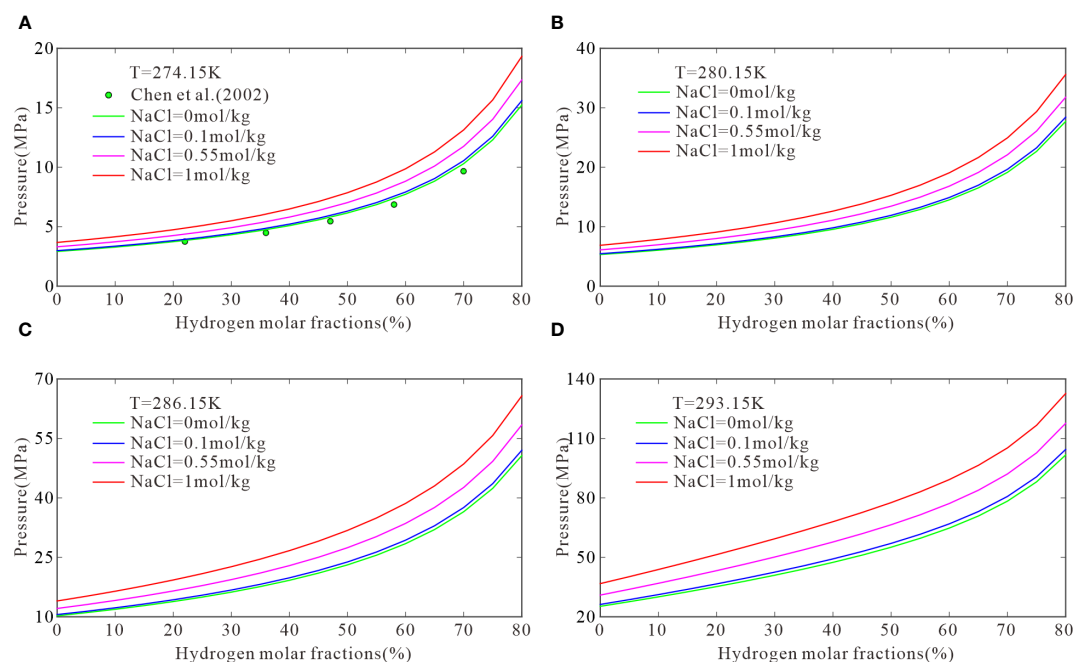 A
Pressure(MPa)
20
15
10
5
0
T=274.15K
Chen et al.(2002)
NaCl=0mol/kg
NaCl=0.1mol/kg
NaCl=0.55mol/kg
NaCl=1mol/kg
0 10 20 30 40 50 60 70 80
Hydrogen molar fractions(%)
B
Pressure(MPa)
40
30
20
10
0
T=280.15K
NaCl=0mol/kg
NaCl=0.1mol/kg
NaCl=0.55mol/kg
NaCl=1mol/kg
0 10 20 30 40 50 60 70 80
Hydrogen molar fractions(%)
C
Pressure(MPa)
70
55
40
25
10
T=286.15K
NaCl=0mol/kg
NaCl=0.1mol/kg
NaCl=0.55mol/kg
NaCl=1mol/kg
0 10 20 30 40 50 60 70 80
Hydrogen molar fractions(%)
D
Pressure(MPa)
140
110
80
50
20
T=293.15K
NaCl=0mol/kg
NaCl=0.1mol/kg
NaCl=0.55mol/kg
NaCl=1mol/kg
0 10 20 30 40 50 60 70 80
Hydrogen molar fractions(%)